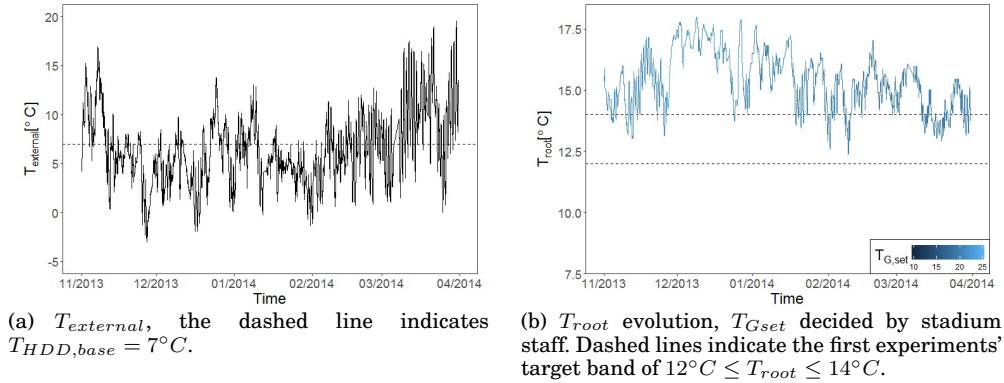 20
15
10
5
0
-5
T_external[° C]
11/2013 12/2013 01/2014 02/2014 03/2014 04/2014
Time
(a) T_external, the dashed line indicates
T_HDD,base = 7°C.
17.5
15.0
12.5
10.0
7.5
T_root[° C]
T_G,set
10 15 20 25
11/2013 12/2013 01/2014 02/2014 03/2014 04/2014
Time
(b) T_root evolution, T_Gset decided by stadium
staff. Dashed lines indicate the first experiments'
target band of 12°C ≤ T_root ≤ 14°C.